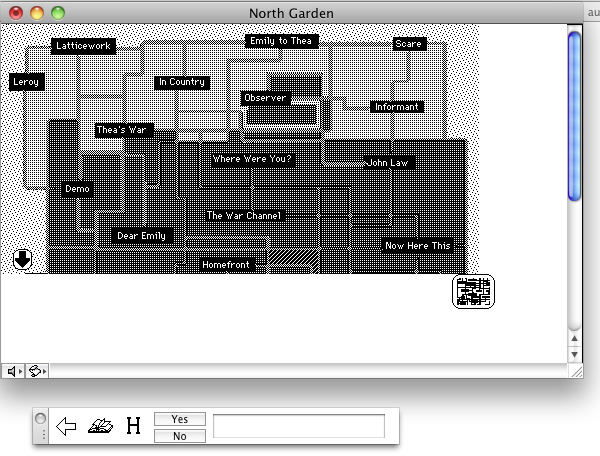 North Garden
au
Latticework
Emily to Thea
Scare
Leroy
In Country
Observer
Informant
Thea's War
Where Were You?
John Law
Demo
The War Channel
Dear Emily
Now Here This
Homefront
H
Yes
No